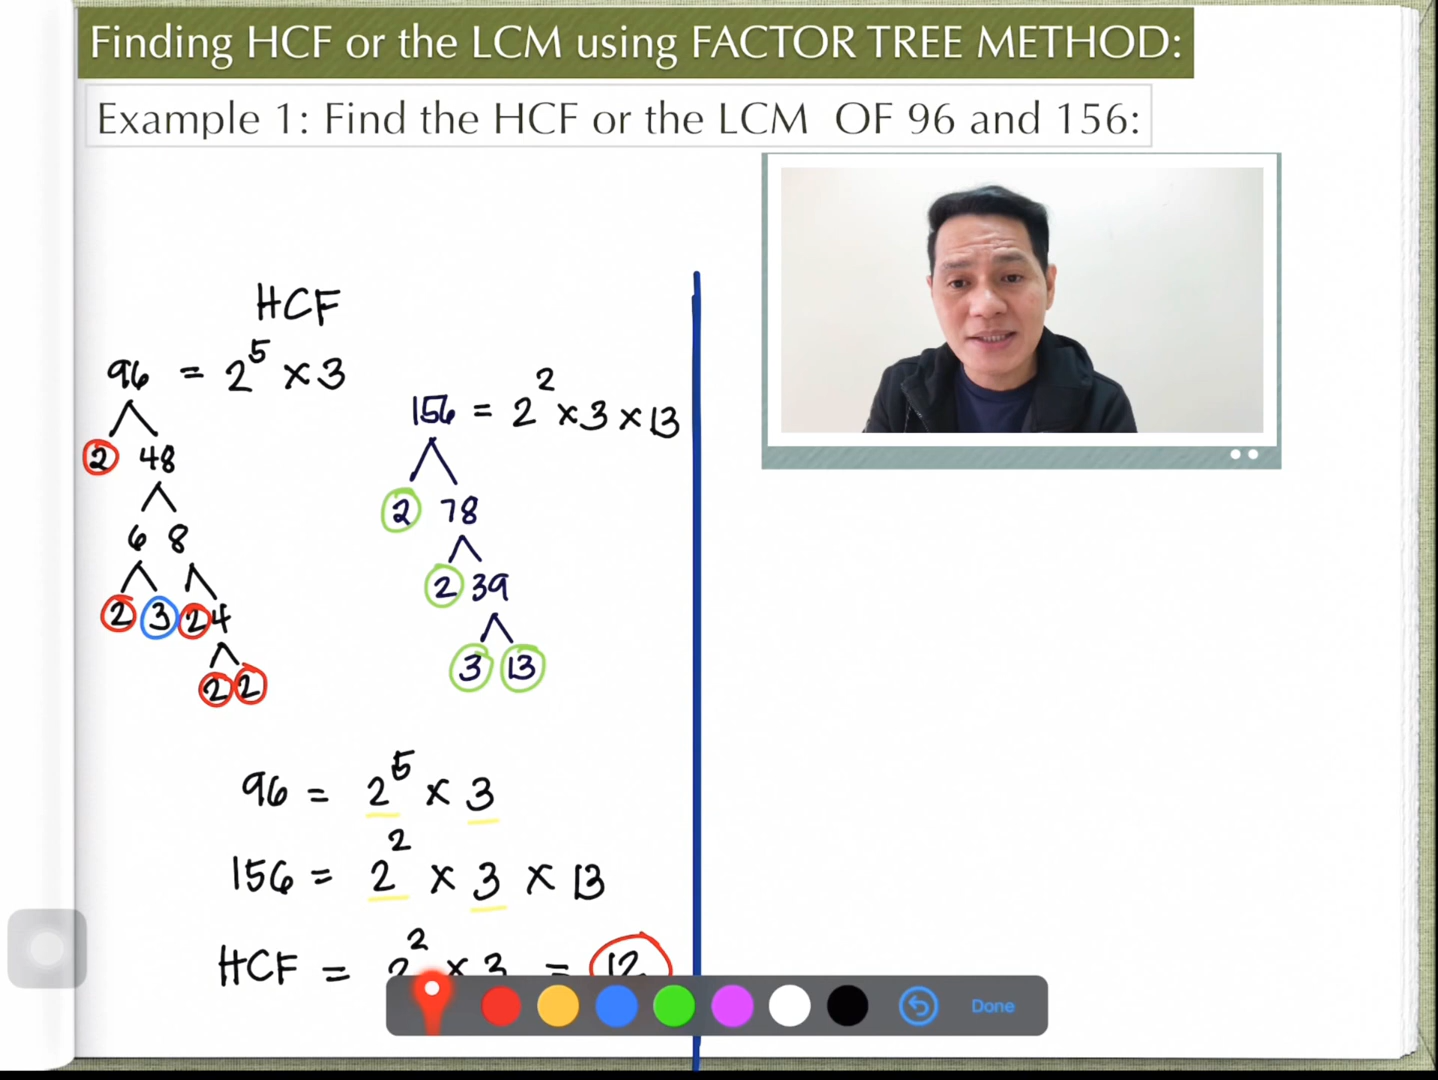 Finding HCF or the LCM using FACTOR TREE METHOD:
Example 1: Find the HCF or the LCM OF 96 and 156:
HCF
96 = 2⁵ × 3
2 48
6 8
2 3 2 4
2 2
156 = 2² × 3 × 13
2 78
2 39
3 13
96 = 2⁵ × 3
156 = 2² × 3 × 13
HCF = 2² × 3 = 12
Done